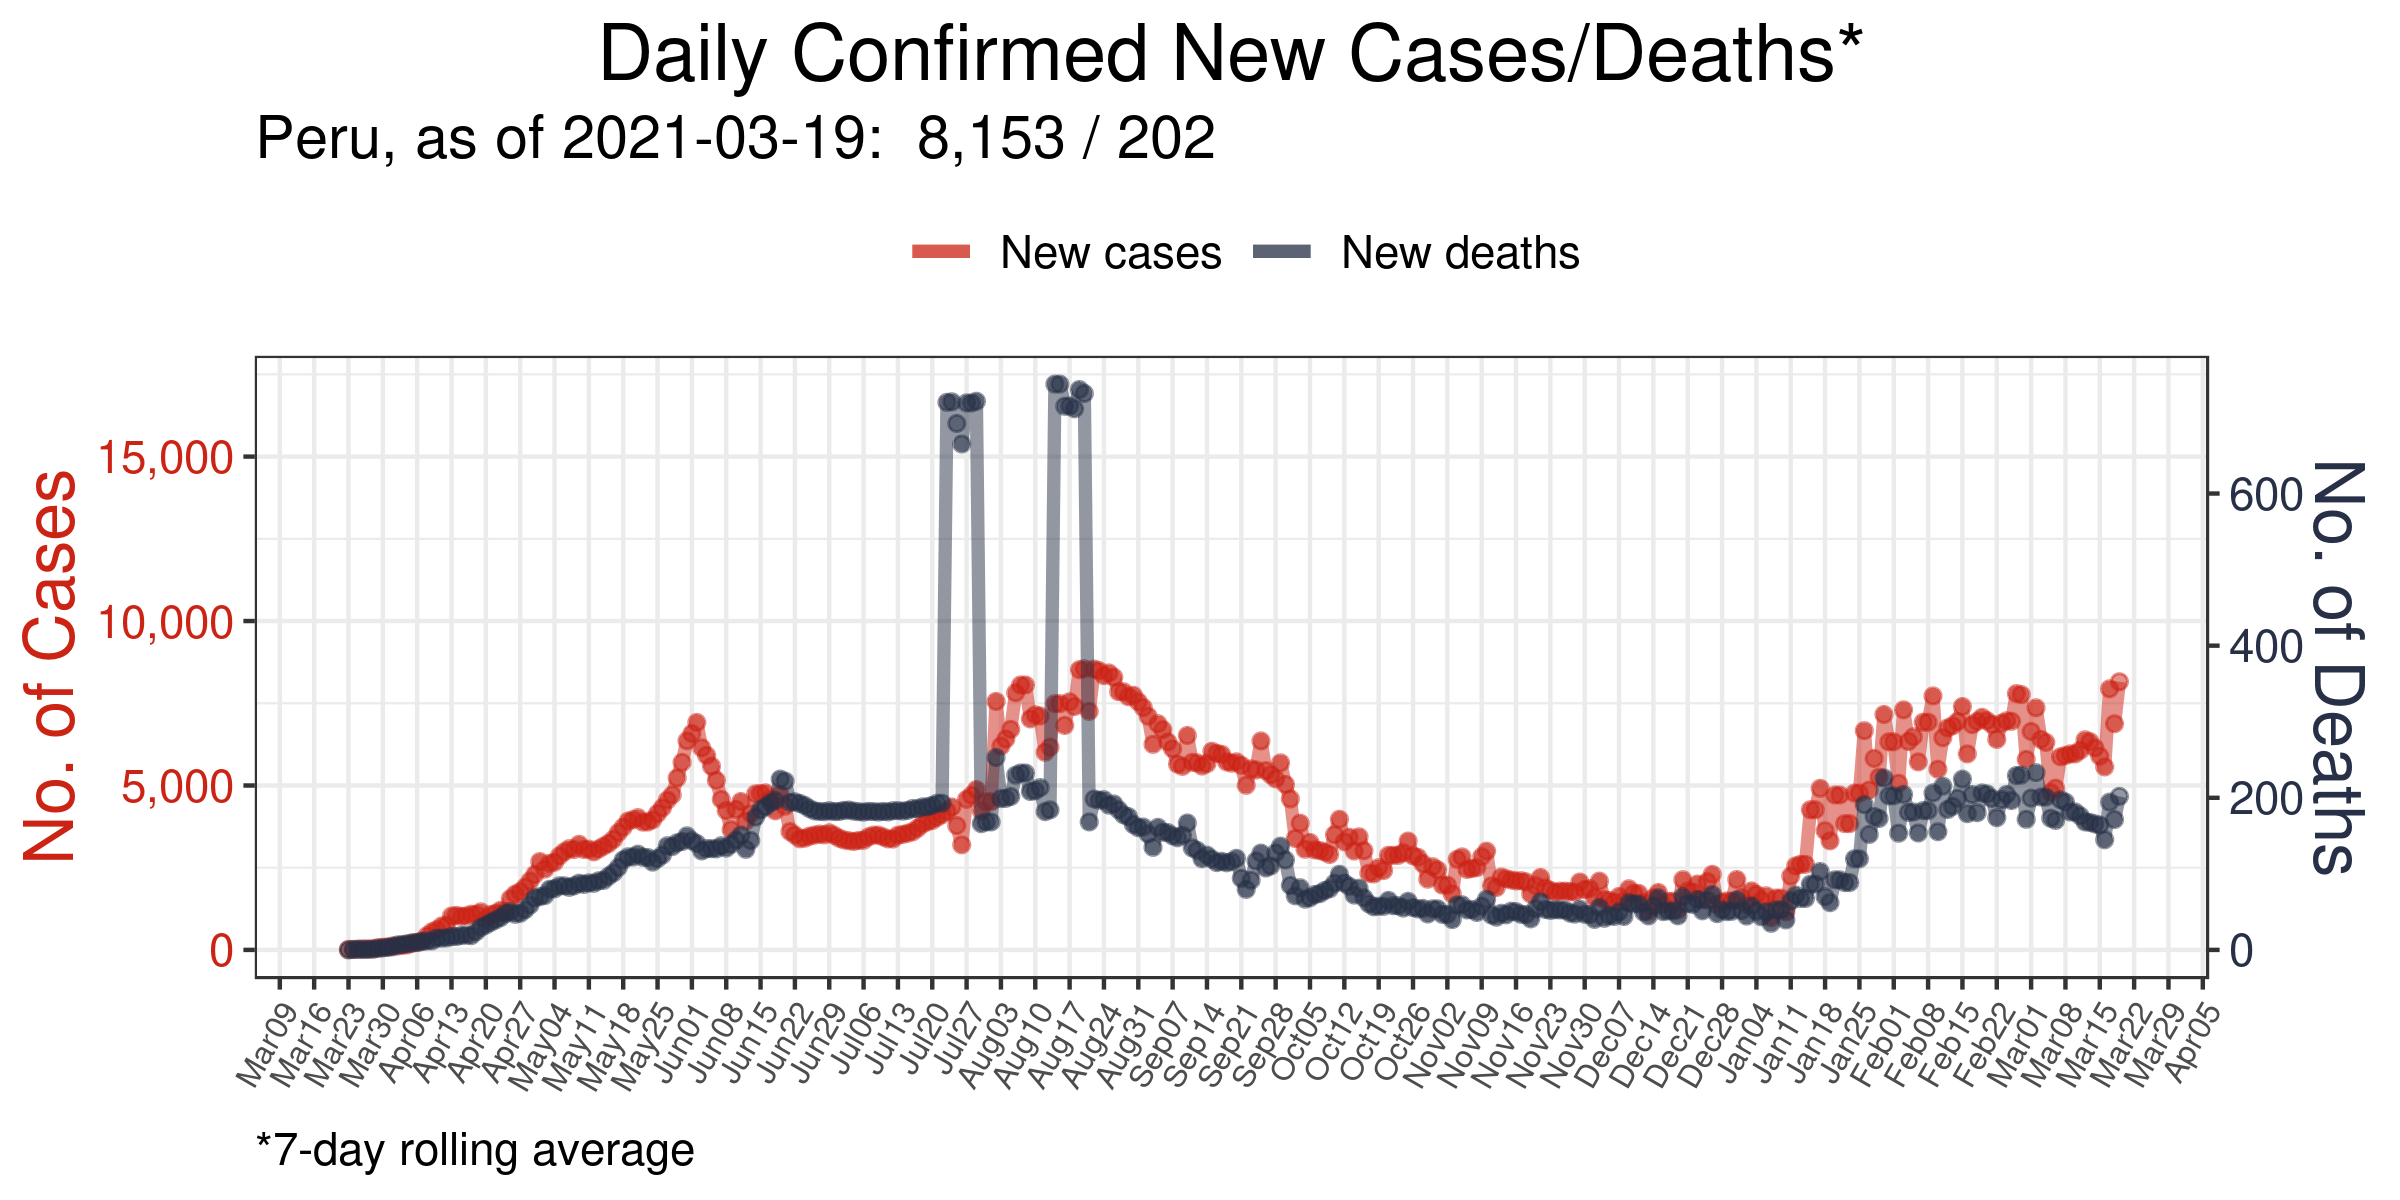 Daily Confirmed New Cases/Deaths*
Peru, as of 2021-03-19:  8,153 / 202
New cases
New deaths
No. of Cases
15,000
10,000
5,000
0
600
400
200
0
No. of Deaths
Mar09
Mar16
Mar23
Mar30
Apr06
Apr13
Apr20
Apr27
May04
May11
May18
May25
Jun01
Jun08
Jun15
Jun22
Jun29
Jul06
Jul13
Jul20
Jul27
Aug03
Aug10
Aug17
Aug24
Aug31
Sep07
Sep14
Sep21
Sep28
Oct05
Oct12
Oct19
Oct26
Nov02
Nov09
Nov16
Nov23
Nov30
Dec07
Dec14
Dec21
Dec28
Jan04
Jan11
Jan18
Jan25
Feb01
Feb08
Feb15
Feb22
Mar01
Mar08
Mar15
Mar22
Mar29
Apr05
*7-day rolling average